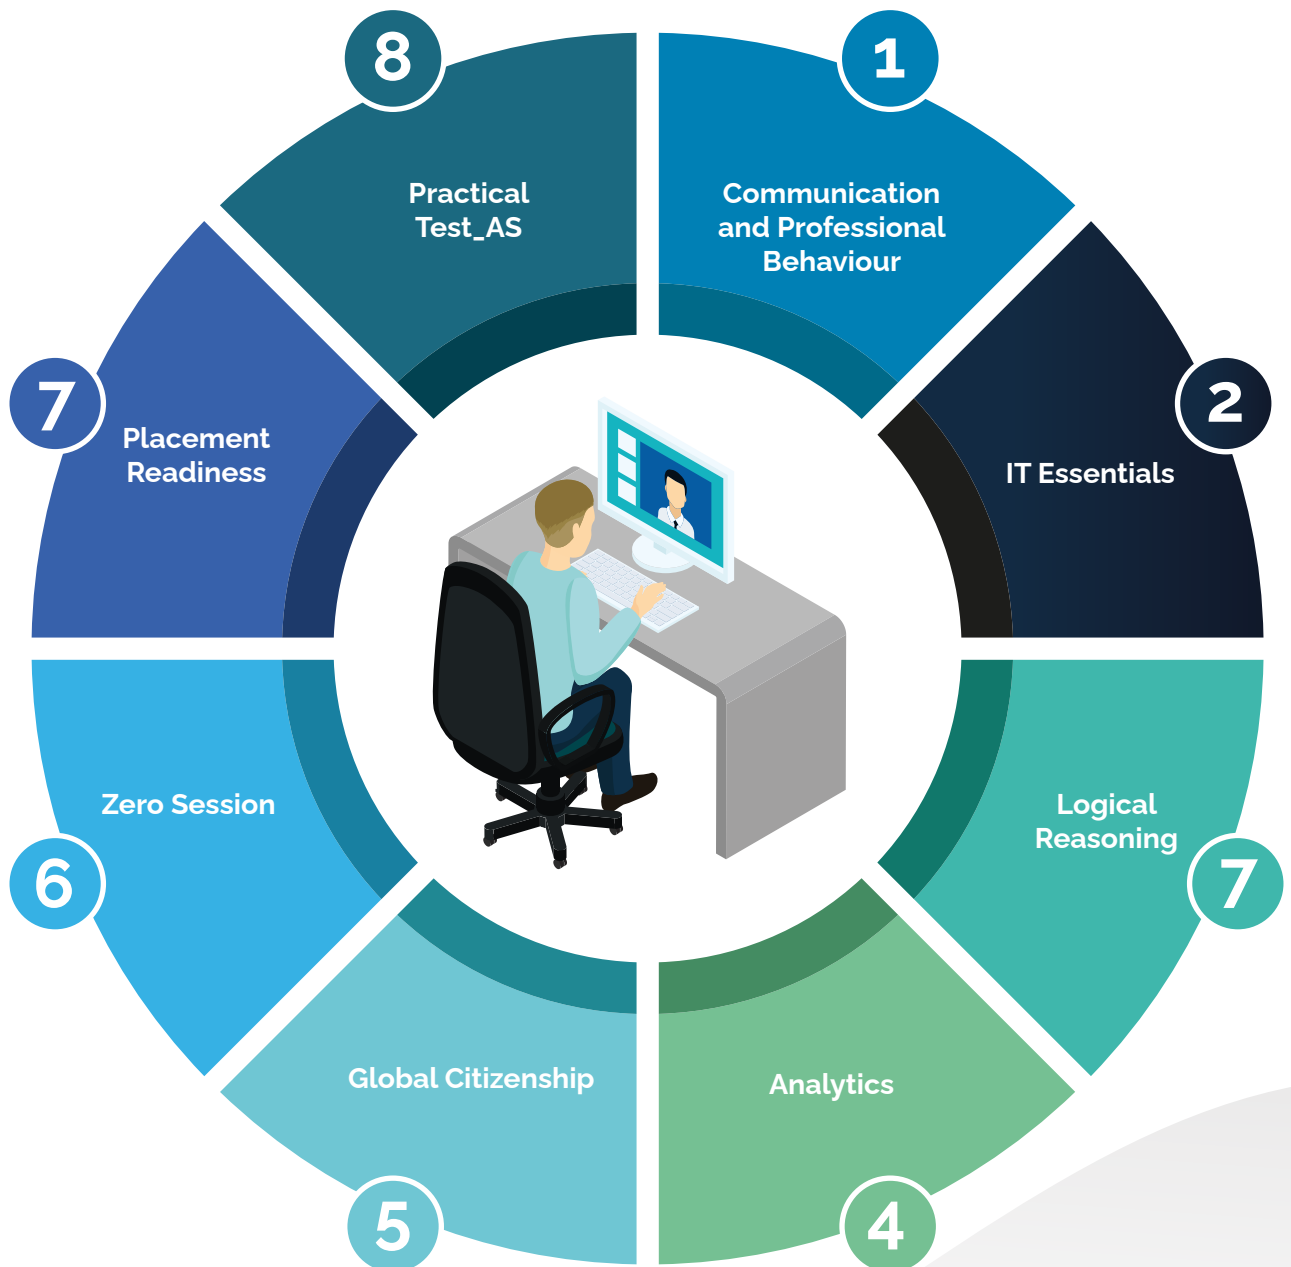 8
Practical
Test_AS
1
Communication
and Professional
Behaviour
2
IT Essentials
7
Logical
Reasoning
4
Analytics
5
Global Citizenship
6
Zero Session
7
Placement
Readiness